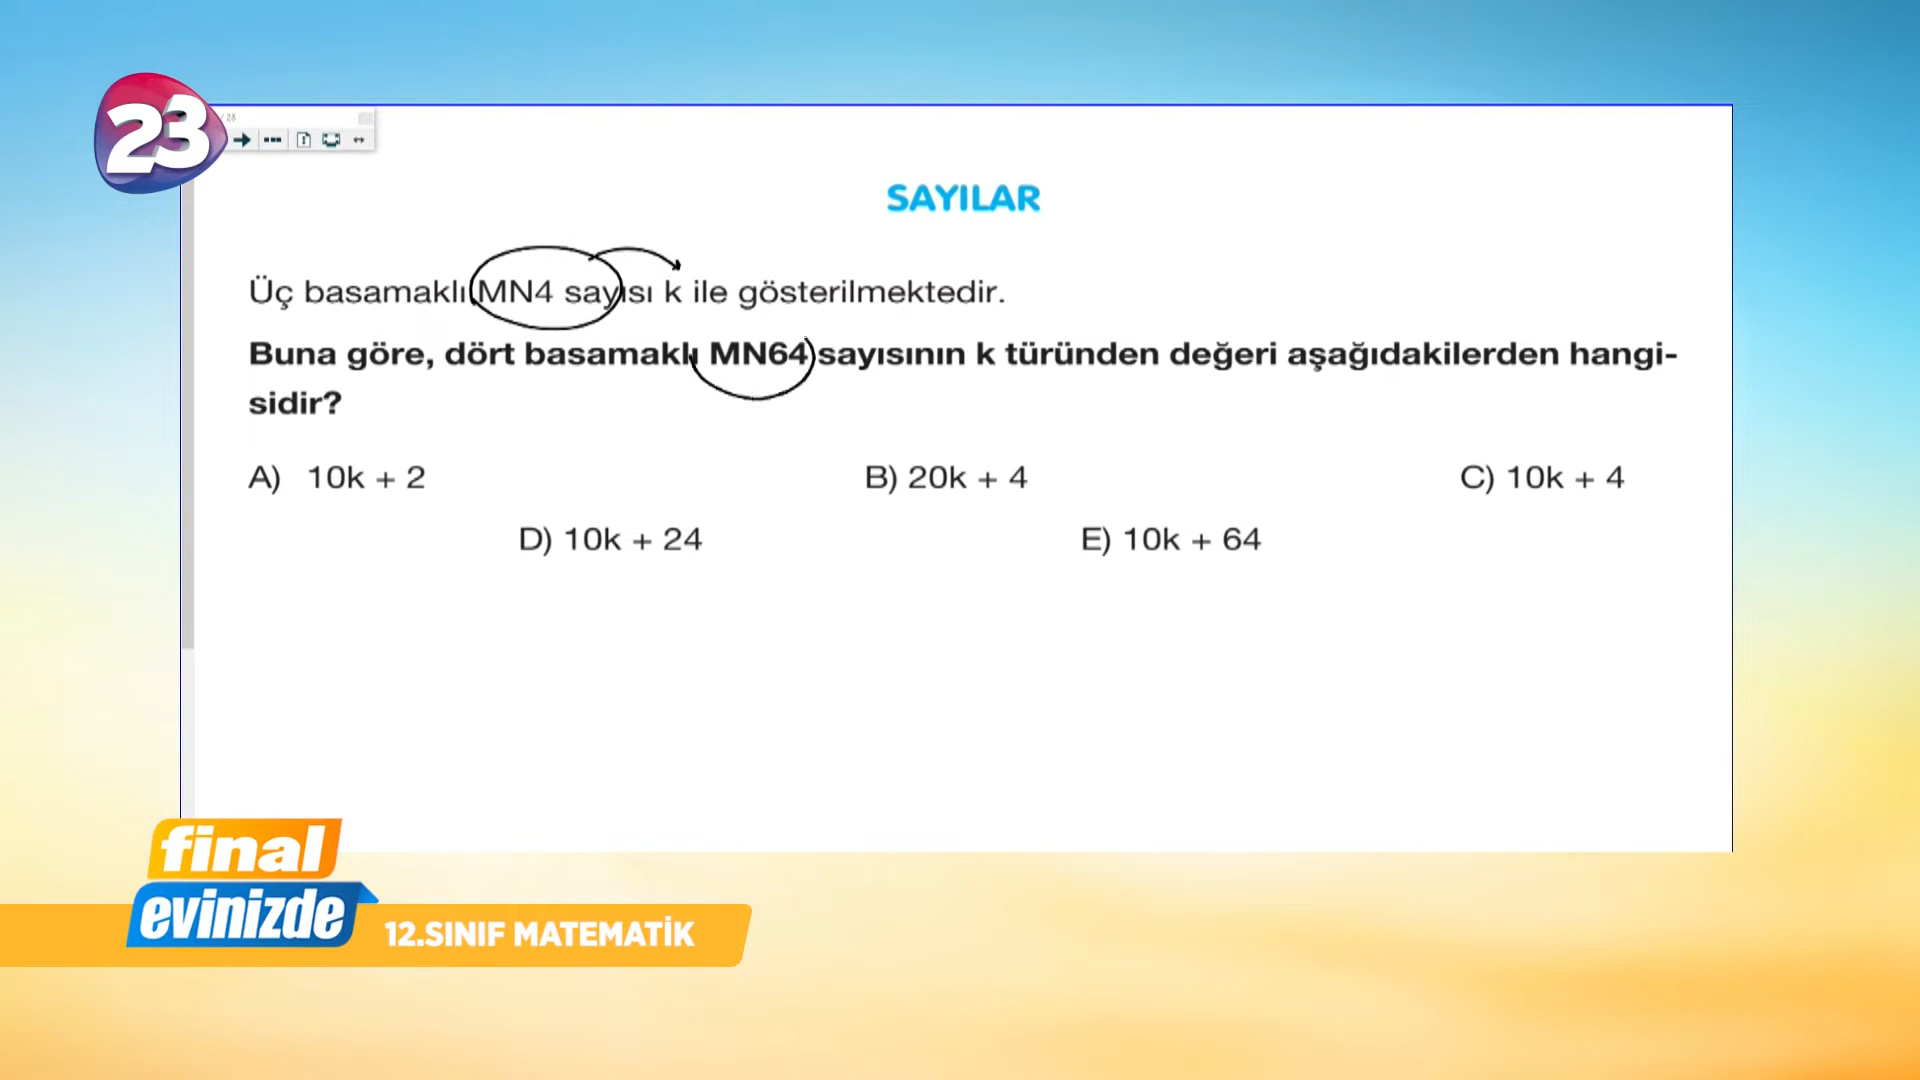 23
/ 28
SAYILAR
Üç basamaklı MN4 sayısı k ile gösterilmektedir.
Buna göre, dört basamaklı MN64 sayısının k türünden değeri aşağıdakilerden hangi-
sidir?
A) 10k + 2 B) 20k + 4 C) 10k + 4
D) 10k + 24 E) 10k + 64
final
evinizde
12.SINIF MATEMATİK